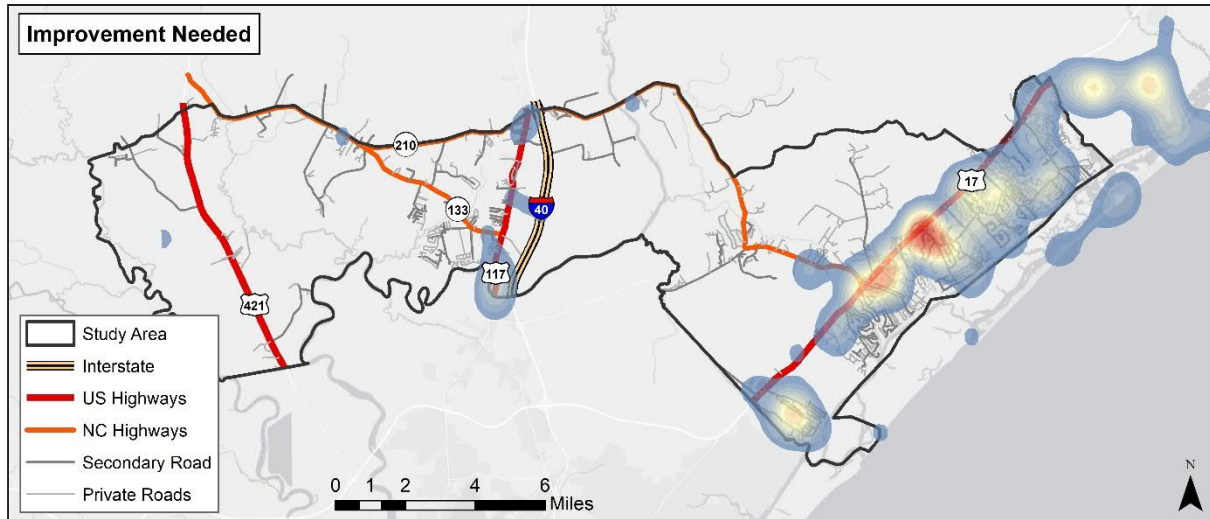 Improvement Needed
N
210
17
133
40
117
421
Study Area
Interstate
US Highways
NC Highways
Secondary Road
Private Roads
0 1 2 4 6
Miles